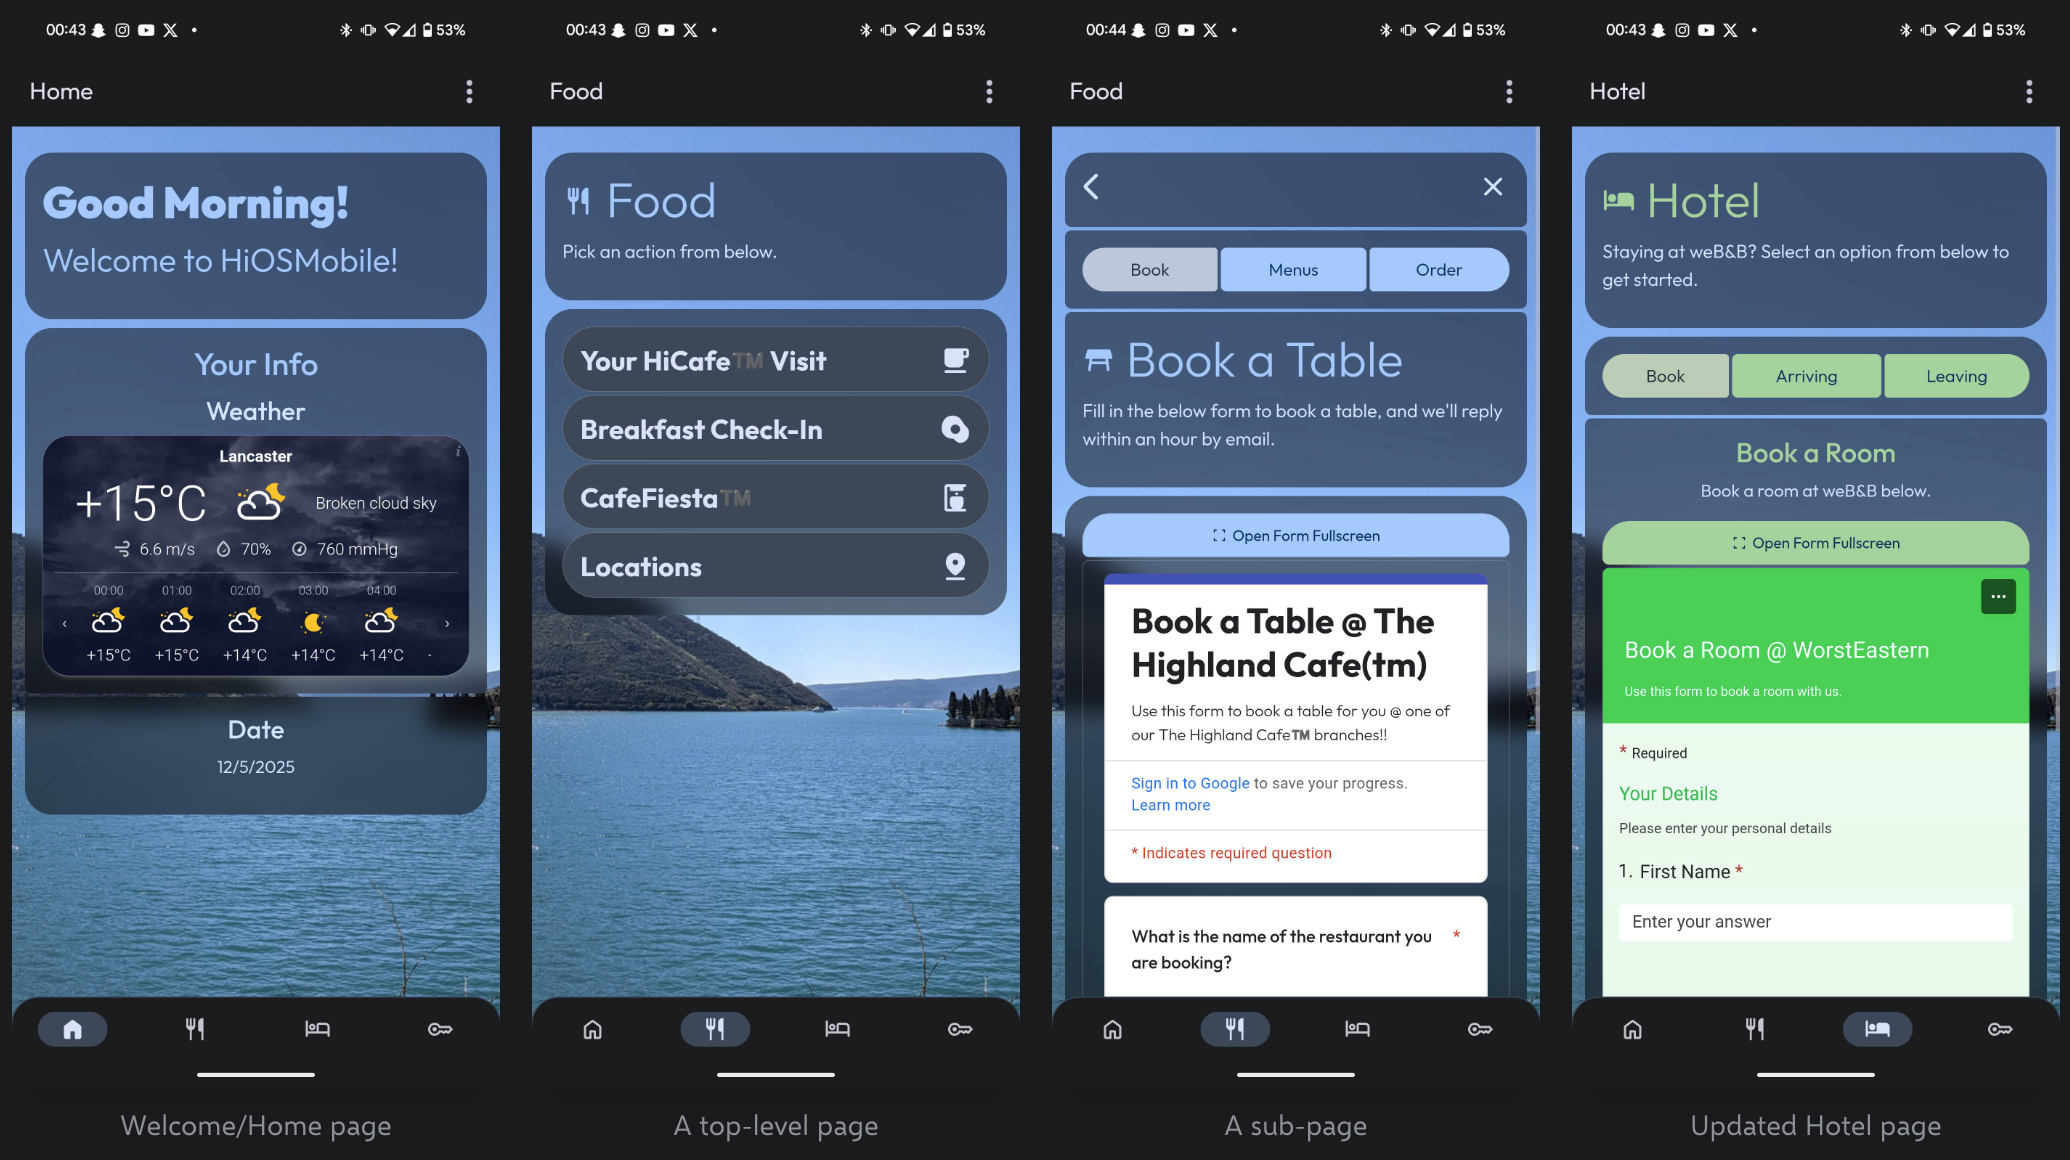 00:43
53%
Home
Good Morning!
Welcome to HiOSMobile!
Your Info
Weather
Lancaster
i
+15°C
Broken cloud sky
6.6 m/s
70%
760 mmHg
00:00
01:00
02:00
03:00
04:00
+15°C
+15°C
+14°C
+14°C
+14°C
Date
12/5/2025
Welcome/Home page
00:43
53%
Food
Food
Pick an action from below.
Your HiCafe™ Visit
Breakfast Check-In
CafeFiesta™
Locations
A top-level page
00:44
53%
Food
Book
Menus
Order
Book a Table
Fill in the below form to book a table, and we'll reply
within an hour by email.
Open Form Fullscreen
Book a Table @ The
Highland Cafe(tm)
Use this form to book a table for you @ one of
our The Highland Cafe™ branches!!
Sign in to Google to save your progress.
Learn more
* Indicates required question
What is the name of the restaurant you *
are booking?
A sub-page
00:43
53%
Hotel
Hotel
Staying at weB&B? Select an option from below to
get started.
Book
Arriving
Leaving
Book a Room
Book a room at weB&B below.
Open Form Fullscreen
Book a Room @ WorstEastern
Use this form to book a room with us.
* Required
Your Details
Please enter your personal details
1. First Name *
Enter your answer
Updated Hotel page